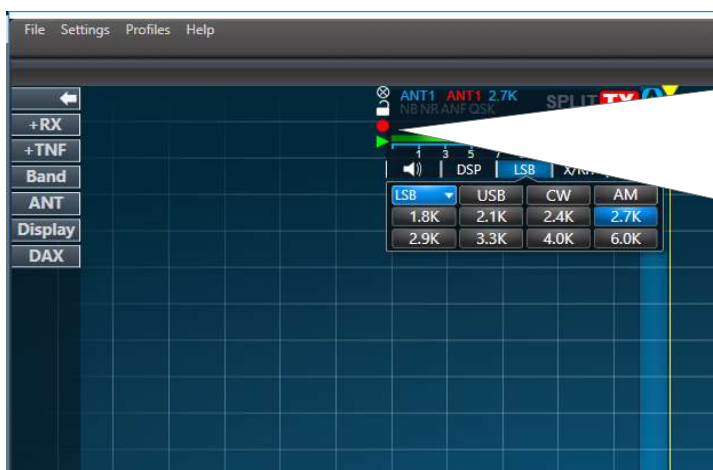 File Settings Profiles Help
+RX
+TNF
Band
ANT
Display
DAX
ANT1 ANT1 2.7K
NB NR ANF QSK SPLIT TX
1 3 5
DSP LSB
LSB USB CW AM
1.8K 2.1K 2.4K 2.7K
2.9K 3.3K 4.0K 6.0K